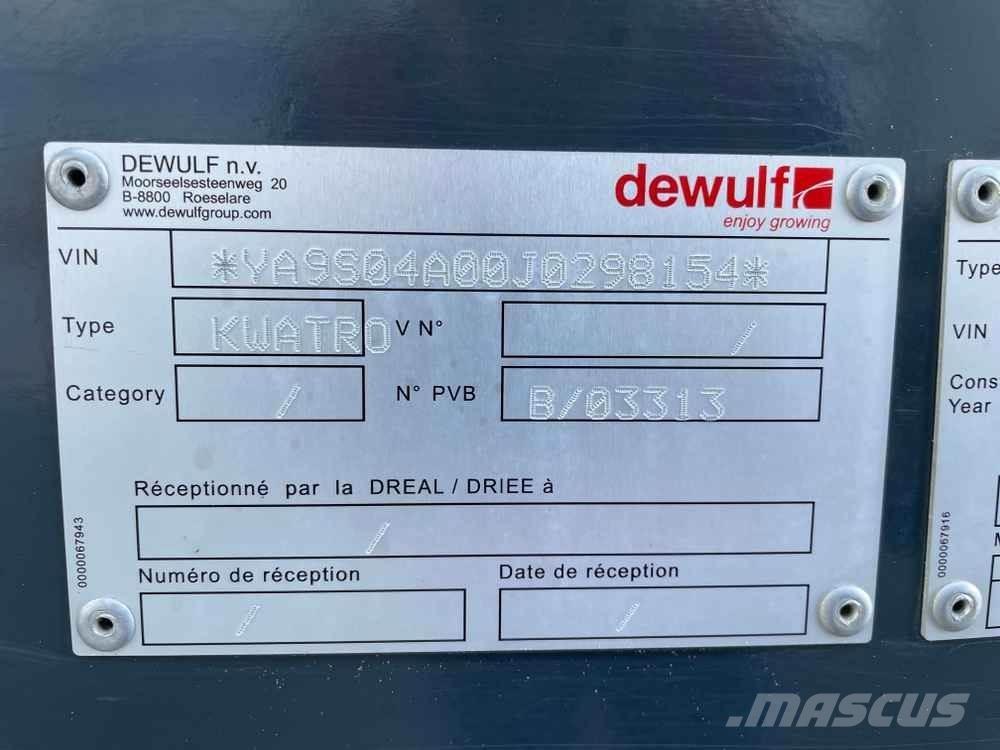 DEWULF n.v.
Moorseelsesteenweg 20
B-8800 Roeselare
www.dewulfgroup.com
dewulf
enjoy growing
VIN *YA9S04A00J0298154*
Type KWATRO V N° /
Category / N° PVB B/03313
Réceptionné par la DREAL / DRIEE à
/
Numéro de réception Date de réception
/ /
0000067943
Type
VIN
Cons
Year
0000067916
M
MASCUS